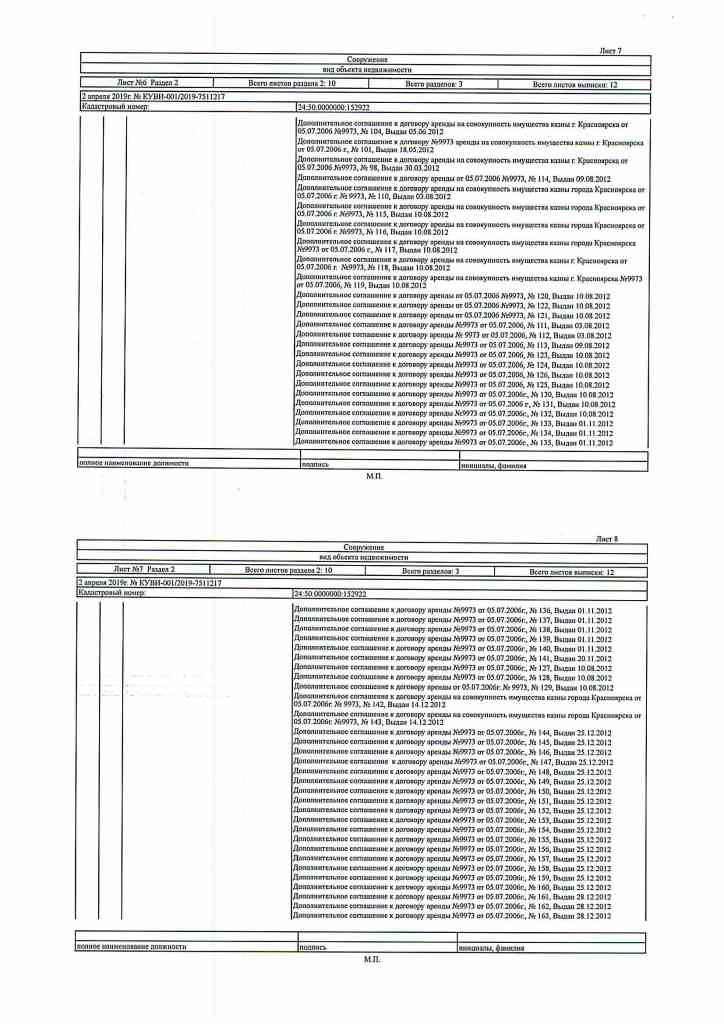 Лист 7
Сооружение
вид объекта недвижимости
Лист №6 Раздел 2 Всего листов раздела 2: 10 Всего разделов: 3 Всего листов выписки: 12
2 апреля 2019г. № КУВИ-001/2019-7511217
Кадастровый номер: 24:50:0000000:152922
Дополнительное соглашение к договору аренды на совокупность имущества казны г. Красноярска от
05.07.2006 №9973, № 104, Выдан 05.06.2012
Дополнительное соглашение к договору №9973 аренды на совокупность имущества казны г. Красноярска
от 05.07.2006 г., № 101, Выдан 18.05.2012
Дополнительное соглашение к договору аренды на совокупность имущества казны г. Красноярска от
05.07.2006 №9973, № 98, Выдан 30.03.2012
Дополнительное соглашение к договору аренды от 05.07.2006 №9973, № 114, Выдан 09.08.2012
Дополнительное соглашение к договору аренды на совокупность имущества казны города Красноярска от
05.07.2006 г. № 9973, № 110, Выдан 03.08.2012
Дополнительное соглашение к договору аренды на совокупность имущества казны города Красноярска от
05.07.2006 г. №9973, № 115, Выдан 10.08.2012
Дополнительное соглашение к договору аренды на совокупность имущества казны города Красноярска от
05.07.2006 г. №9973, № 116, Выдан 10.08.2012
Дополнительное соглашение к договору аренды на совокупность имущества казны города Красноярска
№9973 от 05.07.2006 г., № 117, Выдан 10.08.2012
Дополнительное соглашение к договору аренды на совокупность имущества казны г. Красноярска от
05.07.2006 г. №9973, № 118, Выдан 10.08.2012
Дополнительное соглашение к договору аренды на совокупность имущества казны г. Красноярска №9973
от 05.07.2006, № 119, Выдан 10.08.2012
Дополнительное соглашение к договору аренды от 05.07.2006 №9973, № 120, Выдан 10.08.2012
Дополнительное соглашение к договору аренды от 05.07.2006 №9973, № 122, Выдан 10.08.2012
Дополнительное соглашение к договору аренды от 05.07.2006 №9973, № 121, Выдан 10.08.2012
Дополнительное соглашение к договору аренды №9973 от 05.07.2006, № 111, Выдан 03.08.2012
Дополнительное соглашение к договору аренды № 9973 от 05.07.2006, № 112, Выдан 03.08.2012
Дополнительное соглашение к договору аренды №9973 от 05.07.2006, № 113, Выдан 09.08.2012
Дополнительное соглашение к договору аренды №9973 от 05.07.2006, № 123, Выдан 10.08.2012
Дополнительное соглашение к договору аренды №9973 от 05.07.2006, № 124, Выдан 10.08.2012
Дополнительное соглашение к договору аренды №9973 от 05.07.2006, № 126, Выдан 10.08.2012
Дополнительное соглашение к договору аренды №9973 от 05.07.2006, № 125, Выдан 10.08.2012
Дополнительное соглашение к договору аренды №9973 от 05.07.2006г., № 130, Выдан 10.08.2012
Дополнительное соглашение к договору аренды №9973 от 05.07.2006 г., № 131, Выдан 10.08.2012
Дополнительное соглашение к договору аренды №9973 от 05.07.2006г., № 132, Выдан 10.08.2012
Дополнительное соглашение к договору аренды №9973 от 05.07.2006г., № 133, Выдан 01.11.2012
Дополнительное соглашение к договору аренды №9973 от 05.07.2006г., № 134, Выдан 01.11.2012
Дополнительное соглашение к договору аренды №9973 от 05.07.2006г., № 135, Выдан 01.11.2012
полное наименование должности подпись инициалы, фамилия
М.П.
Лист 8
Сооружение
вид объекта недвижимости
Лист №7 Раздел 2 Всего листов раздела 2: 10 Всего разделов: 3 Всего листов выписки: 12
2 апреля 2019г. № КУВИ-001/2019-7511217
Кадастровый номер: 24:50:0000000:152922
Дополнительное соглашение к договору аренды №9973 от 05.07.2006г., № 136, Выдан 01.11.2012
Дополнительное соглашение к договору аренды №9973 от 05.07.2006г., № 137, Выдан 01.11.2012
Дополнительное соглашение к договору аренды №9973 от 05.07.2006г., № 138, Выдан 01.11.2012
Дополнительное соглашение к договору аренды №9973 от 05.07.2006г., № 139, Выдан 01.11.2012
Дополнительное соглашение к договору аренды №9973 от 05.07.2006г., № 140, Выдан 01.11.2012
Дополнительное соглашение к договору аренды №9973 от 05.07.2006г., № 141, Выдан 20.11.2012
Дополнительное соглашение к договору аренды №9973 от 05.07.2006г., № 127, Выдан 10.08.2012
Дополнительное соглашение к договору аренды №9973 от 05.07.2006г., № 128, Выдан 10.08.2012
Дополнительное соглашение к договору аренды от 05.07.2006г. № 9973, № 129, Выдан 10.08.2012
Дополнительное соглашение к договору аренды на совокупность имущества казны города Красноярска от
05.07.2006г. № 9973, № 142, Выдан 14.12.2012
Дополнительное соглашение к договору аренды на совокупность имущества казны города Красноярска от
05.07.2006г. №9973, № 143, Выдан 14.12.2012
Дополнительное соглашение к договору аренды №9973 от 05.07.2006г., № 144, Выдан 25.12.2012
Дополнительное соглашение к договору аренды №9973 от 05.07.2006г., № 145, Выдан 25.12.2012
Дополнительное соглашение к договору аренды №9973 от 05.07.2006г., № 146, Выдан 25.12.2012
Дополнительное соглашение к договору аренды №9973 от 05.07.2006г., № 147, Выдан 25.12.2012
Дополнительное соглашение к договору аренды №9973 от 05.07.2006г., № 148, Выдан 25.12.2012
Дополнительное соглашение к договору аренды №9973 от 05.07.2006г., № 149, Выдан 25.12.2012
Дополнительное соглашение к договору аренды №9973 от 05.07.2006г., № 150, Выдан 25.12.2012
Дополнительное соглашение к договору аренды №9973 от 05.07.2006г., № 151, Выдан 25.12.2012
Дополнительное соглашение к договору аренды №9973 от 05.07.2006г., № 152, Выдан 25.12.2012
Дополнительное соглашение к договору аренды №9973 от 05.07.2006г., № 153, Выдан 25.12.2012
Дополнительное соглашение к договору аренды №9973 от 05.07.2006г., № 154, Выдан 25.12.2012
Дополнительное соглашение к договору аренды №9973 от 05.07.2006г., № 155, Выдан 25.12.2012
Дополнительное соглашение к договору аренды №9973 от 05.07.2006г., № 156, Выдан 25.12.2012
Дополнительное соглашение к договору аренды №9973 от 05.07.2006г., № 157, Выдан 25.12.2012
Дополнительное соглашение к договору аренды №9973 от 05.07.2006г., № 158, Выдан 25.12.2012
Дополнительное соглашение к договору аренды №9973 от 05.07.2006г., № 159, Выдан 25.12.2012
Дополнительное соглашение к договору аренды №9973 от 05.07.2006г., № 160, Выдан 25.12.2012
Дополнительное соглашение к договору аренды №9973 от 05.07.2006г., № 161, Выдан 28.12.2012
Дополнительное соглашение к договору аренды №9973 от 05.07.2006г., № 162, Выдан 28.12.2012
Дополнительное соглашение к договору аренды №9973 от 05.07.2006г., № 163, Выдан 28.12.2012
полное наименование должности подпись инициалы, фамилия
М.П.